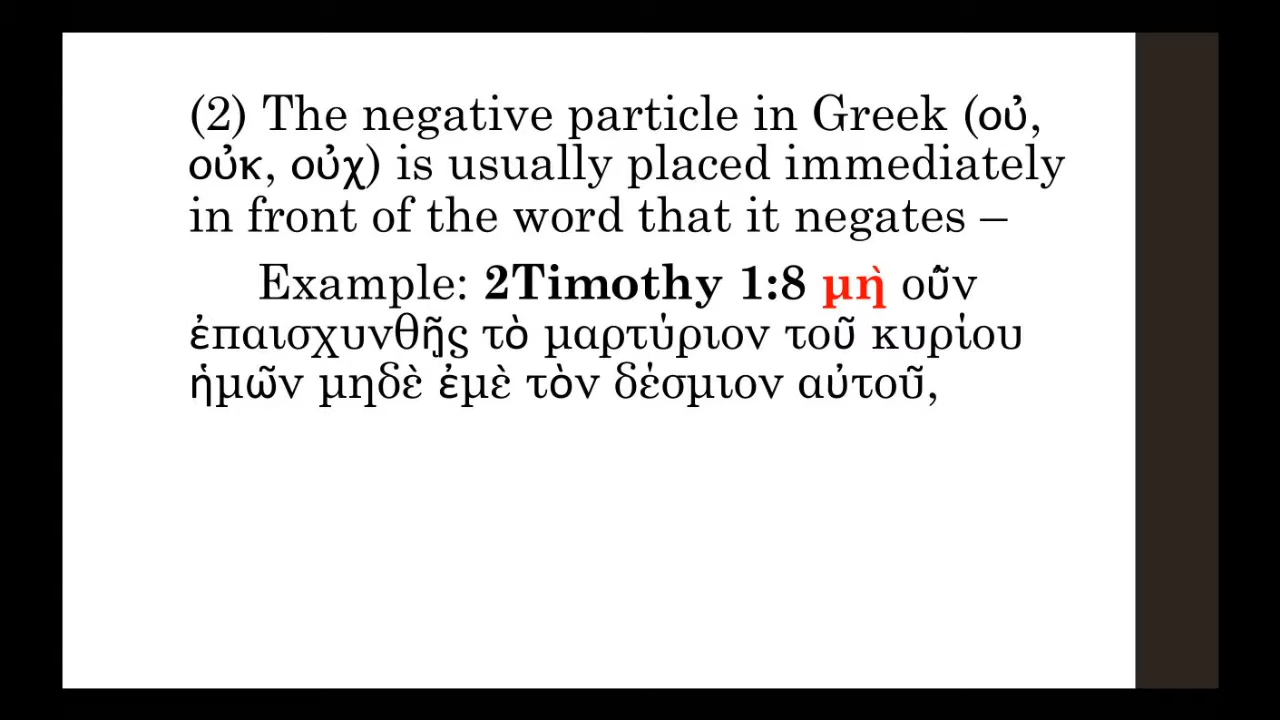 (2) The negative particle in Greek (οὐ,
οὐκ, οὐχ) is usually placed immediately
in front of the word that it negates –
Example: 2Timothy 1:8 μὴ οὖν
ἐπαισχυνθῇς τὸ μαρτύριον τοῦ κυρίου
ἡμῶν μηδὲ ἐμὲ τὸν δέσμιον αὐτοῦ,